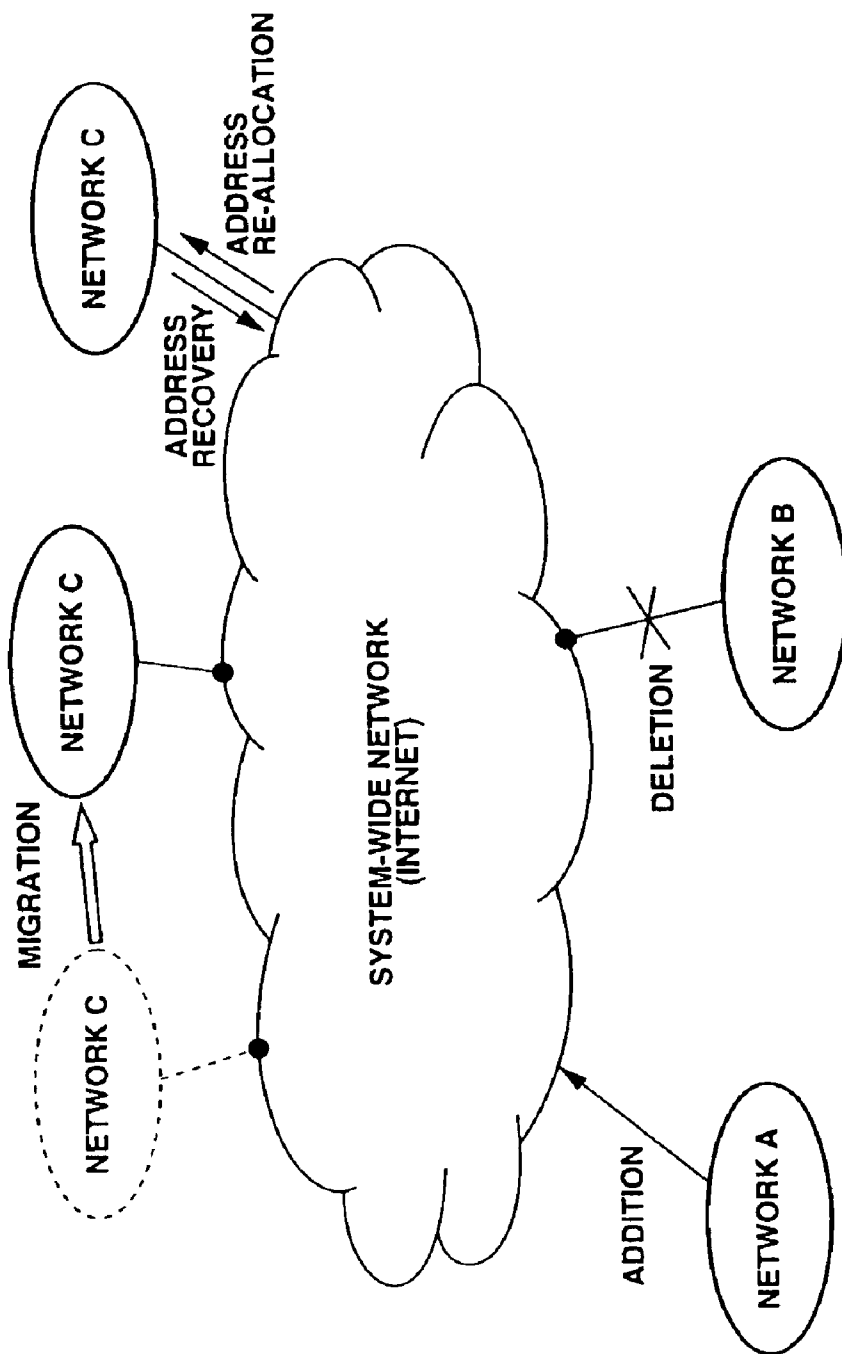 MIGRATION
NETWORK C
NETWORK C
NETWORK C
ADDRESS
RECOVERY
ADDRESS
RE-ALLOCATION
SYSTEM-WIDE NETWORK
(INTERNET)
ADDITION
DELETION
NETWORK A
NETWORK B